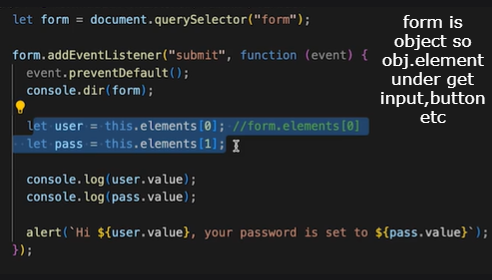 let form = document.querySelector("form");
form.addEventListener("submit", function (event) {
event.preventDefault();
console.dir(form);
let user = this.elements[0]; //form.elements[0]
let pass = this.elements[1];
console.log(user.value);
console.log(pass.value);
alert(`Hi ${user.value}, your password is set to ${pass.value}`);
});
form is
object so
obj.element
under get
input,button
etc